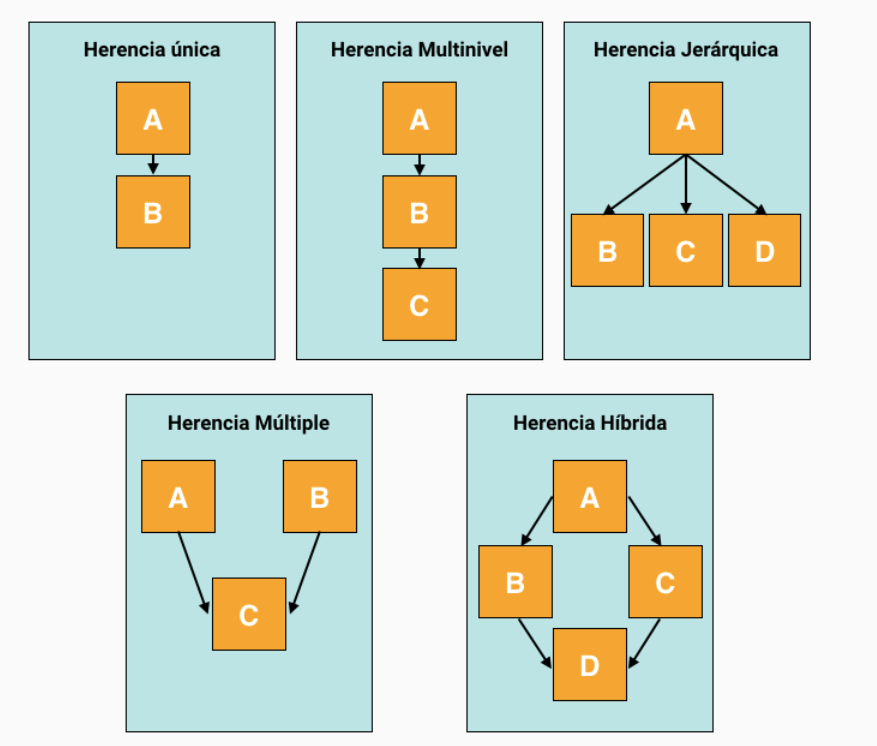 Herencia única
A
B
Herencia Multinivel
A
B
C
Herencia Jerárquica
A
B C D
Herencia Múltiple
A B
C
Herencia Híbrida
A
B C
D